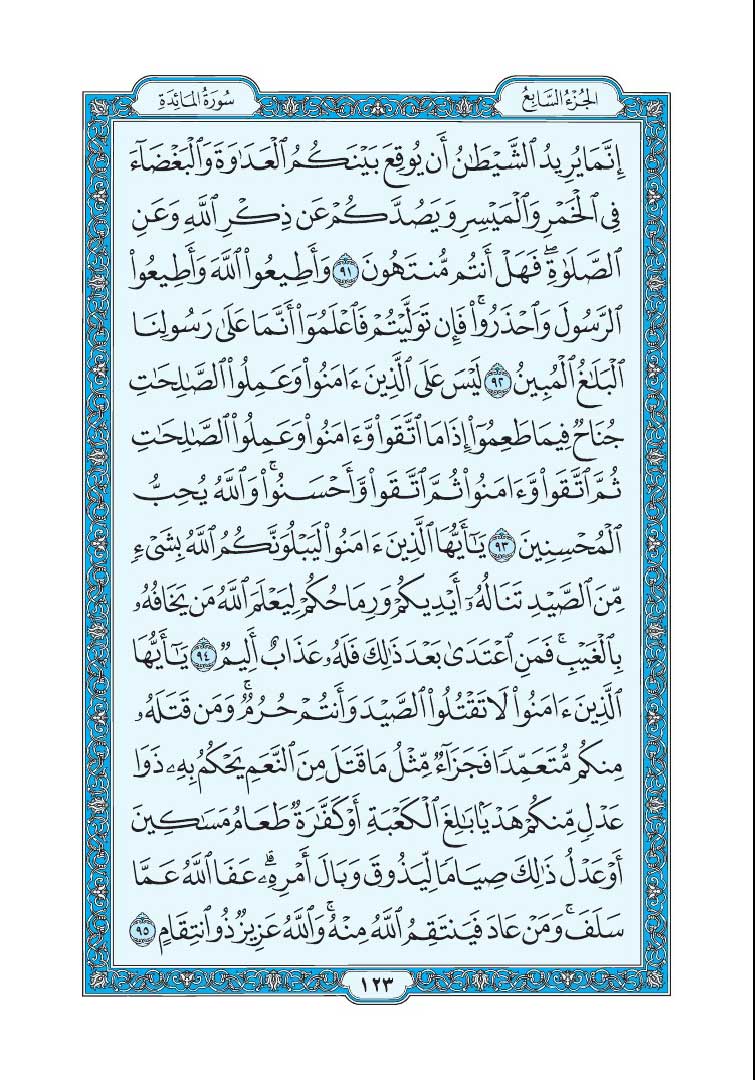 الجُزءُ السَّابِعُ
سُورَةُ المَائِدَةِ
إِنَّمَا يُرِيدُ ٱلشَّيْطَٰنُ أَن يُوقِعَ بَيْنَكُمُ ٱلْعَدَٰوَةَ وَٱلْبَغْضَآءَ
فِي ٱلْخَمْرِ وَٱلْمَيْسِرِ وَيَصُدَّكُمْ عَن ذِكْرِ ٱللَّهِ وَعَنِ
ٱلصَّلَوٰةِۖ فَهَلْ أَنتُم مُّنتَهُونَ ٩١ وَأَطِيعُواْ ٱللَّهَ وَأَطِيعُواْ
ٱلرَّسُولَ وَٱحْذَرُواْۚ فَإِن تَوَلَّيْتُمْ فَٱعْلَمُوٓاْ أَنَّمَا عَلَىٰ رَسُولِنَا
ٱلْبَلَٰغُ ٱلْمُبِينُ ٩٢ لَيْسَ عَلَى ٱلَّذِينَ ءَامَنُواْ وَعَمِلُواْ ٱلصَّٰلِحَٰتِ
جُنَاحٌ فِيمَا طَعِمُوٓاْ إِذَا مَا ٱتَّقَواْ وَّءَامَنُواْ وَعَمِلُواْ ٱلصَّٰلِحَٰتِ
ثُمَّ ٱتَّقَواْ وَّءَامَنُواْ ثُمَّ ٱتَّقَواْ وَّأَحْسَنُواْۚ وَٱللَّهُ يُحِبُّ
ٱلْمُحْسِنِينَ ٩٣ يَٰٓأَيُّهَا ٱلَّذِينَ ءَامَنُواْ لَيَبْلُوَنَّكُمُ ٱللَّهُ بِشَيْءٍ
مِّنَ ٱلصَّيْدِ تَنَالُهُۥٓ أَيْدِيكُمْ وَرِمَاحُكُمْ لِيَعْلَمَ ٱللَّهُ مَن يَخَافُهُۥ
بِٱلْغَيْبِۚ فَمَنِ ٱعْتَدَىٰ بَعْدَ ذَٰلِكَ فَلَهُۥ عَذَابٌ أَلِيمٌ ٩٤ يَٰٓأَيُّهَا
ٱلَّذِينَ ءَامَنُواْ لَا تَقْتُلُواْ ٱلصَّيْدَ وَأَنتُمْ حُرُمٌۚ وَمَن قَتَلَهُۥ
مِنكُم مُّتَعَمِّدًا فَجَزَآءٌ مِّثْلُ مَا قَتَلَ مِنَ ٱلنَّعَمِ يَحْكُمُ بِهِۦ ذَوَا
عَدْلٍ مِّنكُمْ هَدْيًۢا بَٰلِغَ ٱلْكَعْبَةِ أَوْ كَفَّٰرَةٌ طَعَامُ مَسَٰكِينَ
أَوْ عَدْلُ ذَٰلِكَ صِيَامًا لِّيَذُوقَ وَبَالَ أَمْرِهِۦۗ عَفَا ٱللَّهُ عَمَّا
سَلَفَۚ وَمَنْ عَادَ فَيَنتَقِمُ ٱللَّهُ مِنْهُۚ وَٱللَّهُ عَزِيزٌ ذُو ٱنتِقَامٍ ٩٥
١٢٣